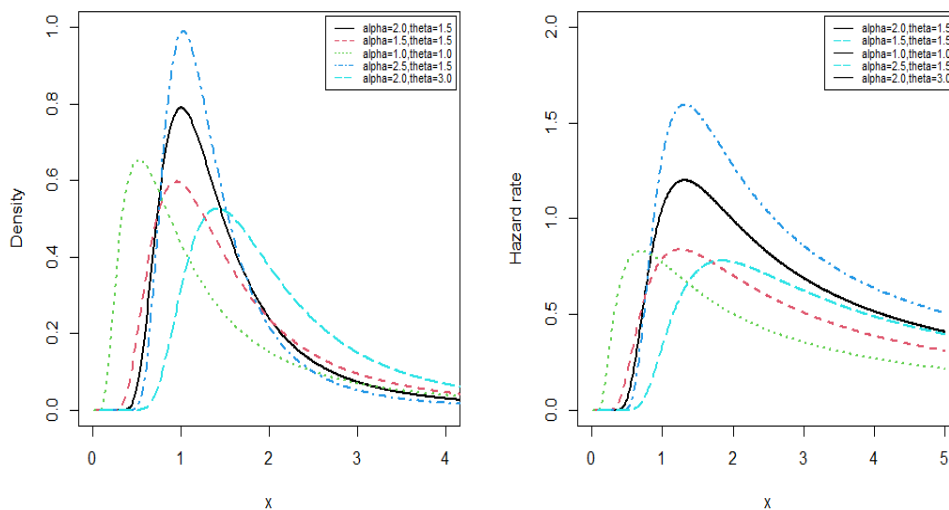 Density
1.0
0.8
0.6
0.4
0.2
0.0
alpha=2.0,theta=1.5
alpha=1.5,theta=1.5
alpha=1.0,theta=1.0
alpha=2.5,theta=1.5
alpha=2.0,theta=3.0
0 1 2 3 4
x
Hazard rate
2.0
1.5
1.0
0.5
0.0
alpha=2.0,theta=1.5
alpha=1.5,theta=1.5
alpha=1.0,theta=1.0
alpha=2.5,theta=1.5
alpha=2.0,theta=3.0
0 1 2 3 4 5
x